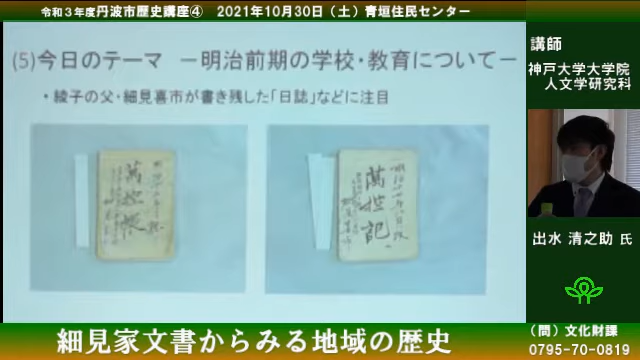 令和３年度丹波市歴史講座④ 2021年10月30日（土）青垣住民センター
(5)今日のテーマ －明治前期の学校・教育について－
・綾子の父・細見喜市が書き残した「日誌」などに注目
萬控帳
萬控記
講師
神戸大学大学院
人文学研究科
出水 清之助 氏
（問）文化財課
0795-70-0819
細見家文書からみる地域の歴史